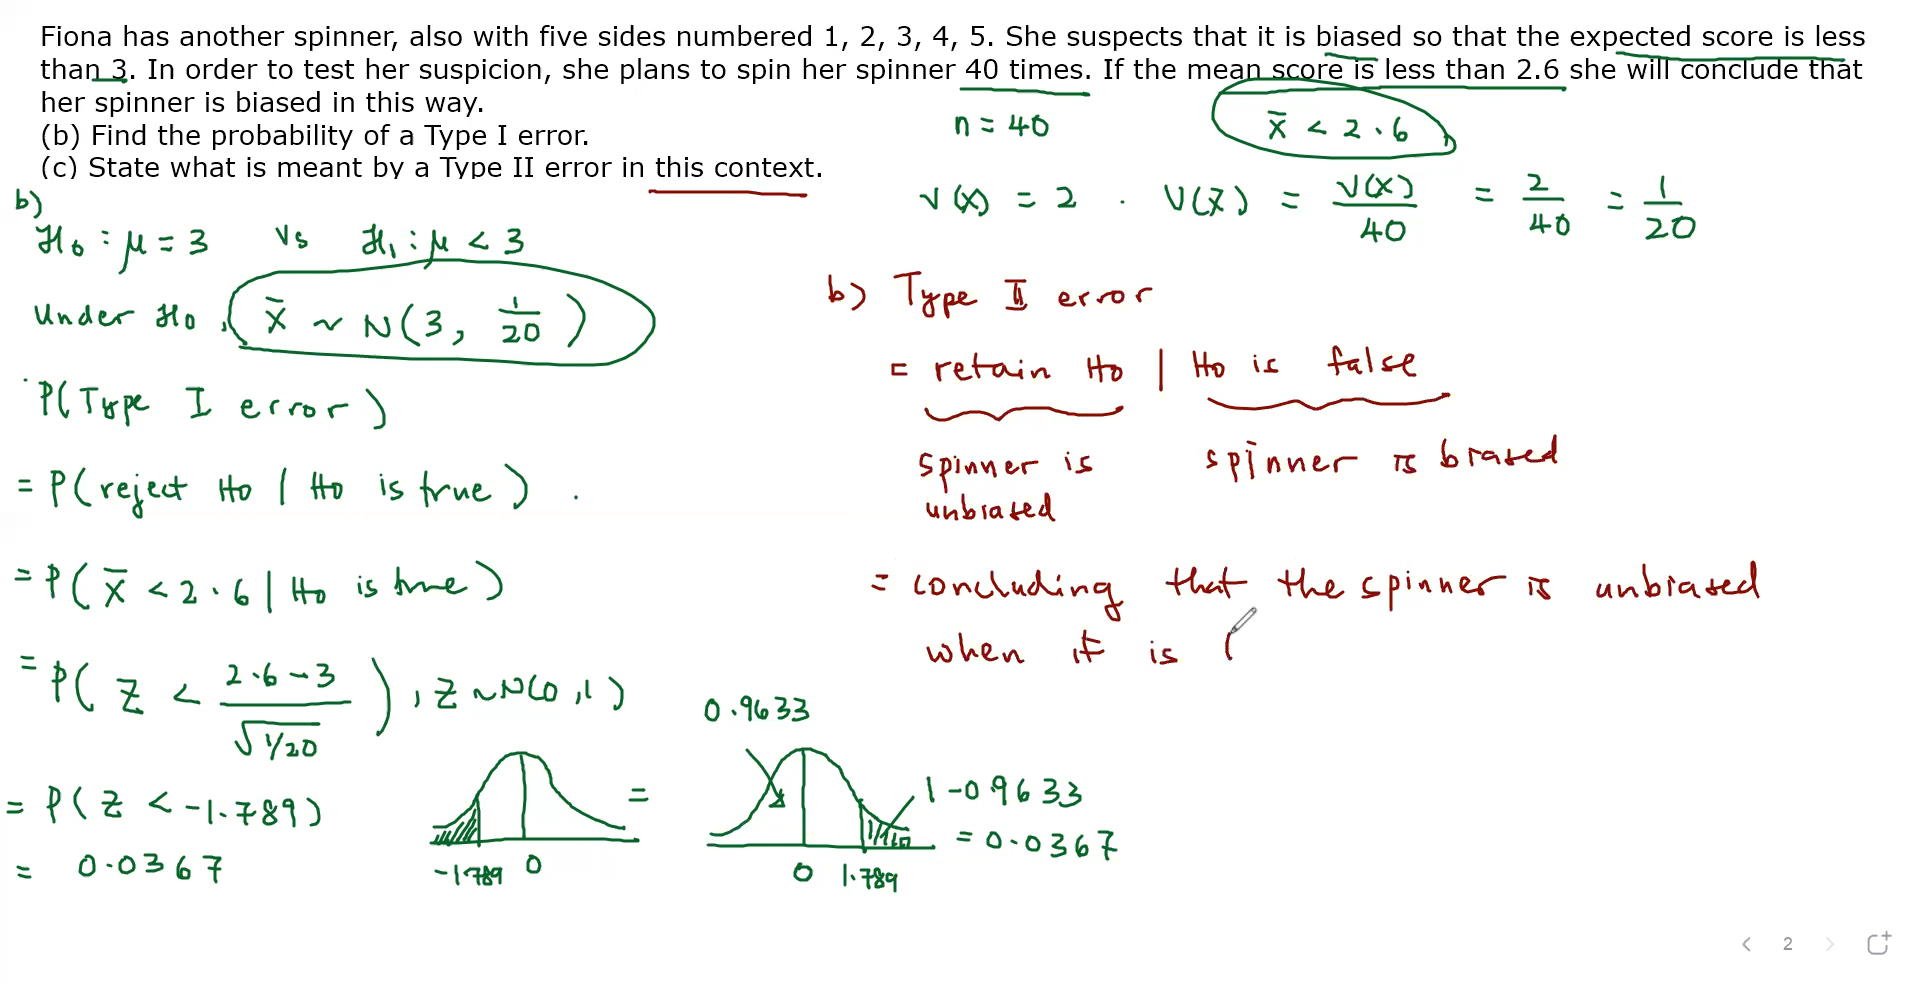 Fiona has another spinner, also with five sides numbered 1, 2, 3, 4, 5. She suspects that it is biased so that the expected score is less
than 3. In order to test her suspicion, she plans to spin her spinner 40 times. If the mean score is less than 2.6 she will conclude that
her spinner is biased in this way.
(b) Find the probability of a Type I error.
(c) State what is meant by a Type II error in this context.
n = 40
x̄ < 2.6
V(X) = 2 . V(X̄) = V(X)/40 = 2/40 = 1/20
b)
H₀ : μ = 3 vs H₁ : μ < 3
Under H₀, X̄ ~ N(3, 1/20)
P(Type I error)
= P(reject H₀ | H₀ is true) .
= P(X̄ < 2.6 | H₀ is true)
= P(Z < (2.6-3)/√(1/20)), Z ~ N(0,1)
= P(Z < -1.789)
= 0.0367
-1.789 0
=
0.9633
0 1.789
1-0.9633
= 0.0367
b) Type II error
= retain H₀ | H₀ is false
spinner is
unbiased
spinner is biased
= concluding that the spinner is unbiased
when it is (
2